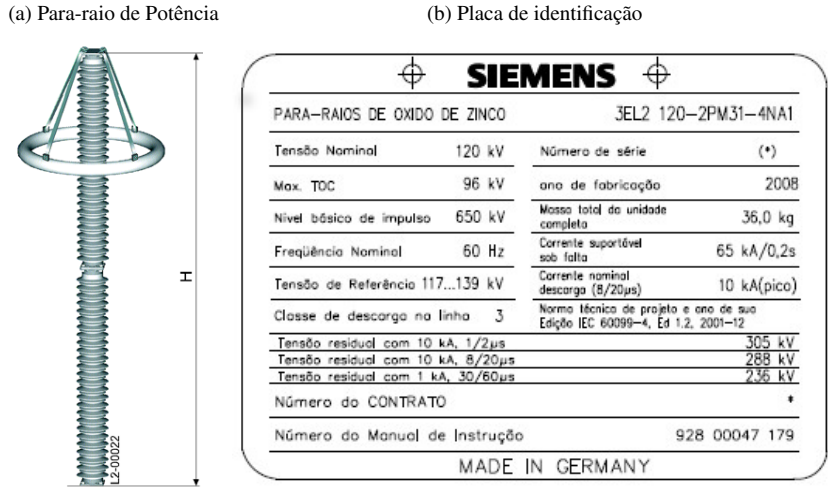 (a) Para-raio de Potência
(b) Placa de identificação
H
L2-00022
SIEMENS
PARA-RAIOS DE OXIDO DE ZINCO 3EL2 120-2PM31-4NA1
Tensão Nominal 120 kV
Número de série (*)
Max. TOC 96 kV
ano de fabricação 2008
Nivel básico de impulso 650 kV
Massa total da unidade
completa 36,0 kg
Freqüência Nominal 60 Hz
Corrente suportável
sob falta 65 kA/0,2s
Tensão de Referência 117...139 kV
Corrente nominal
descarga (8/20µs) 10 kA(pico)
Classe de descarga na linha 3
Norma técnica de projeto e ano de sua
Edição IEC 60099-4, Ed 1.2, 2001-12
Tensão residual com 10 kA, 1/2µs 305 kV
Tensão residual com 10 kA, 8/20µs 288 kV
Tensão residual com 1 kA, 30/60µs 236 kV
Número do CONTRATO *
Número do Manual de Instrução 928 00047 179
MADE IN GERMANY